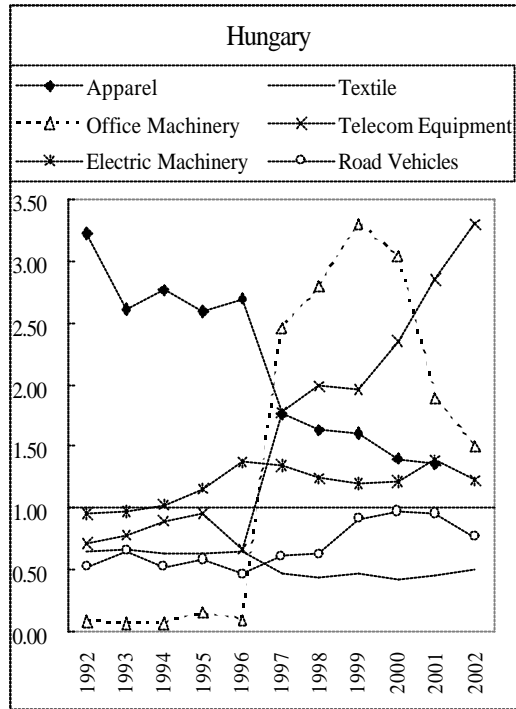 Hungary
Apparel Textile
Office Machinery Telecom Equipment
Electric Machinery Road Vehicles
3.50
3.00
2.50
2.00
1.50
1.00
0.50
0.00
1992 1993 1994 1995 1996 1997 1998 1999 2000 2001 2002